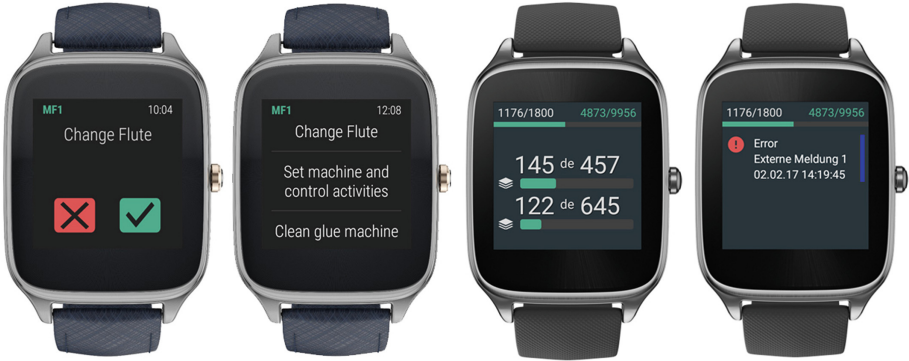 MF1 10:04
Change Flute
MF1 12:08
Change Flute
Set machine and
control activities
Clean glue machine
1176/1800 4873/9956
145 de 457
122 de 645
1176/1800 4873/9956
Error
Externe Meldung 1
02.02.17 14:19:45